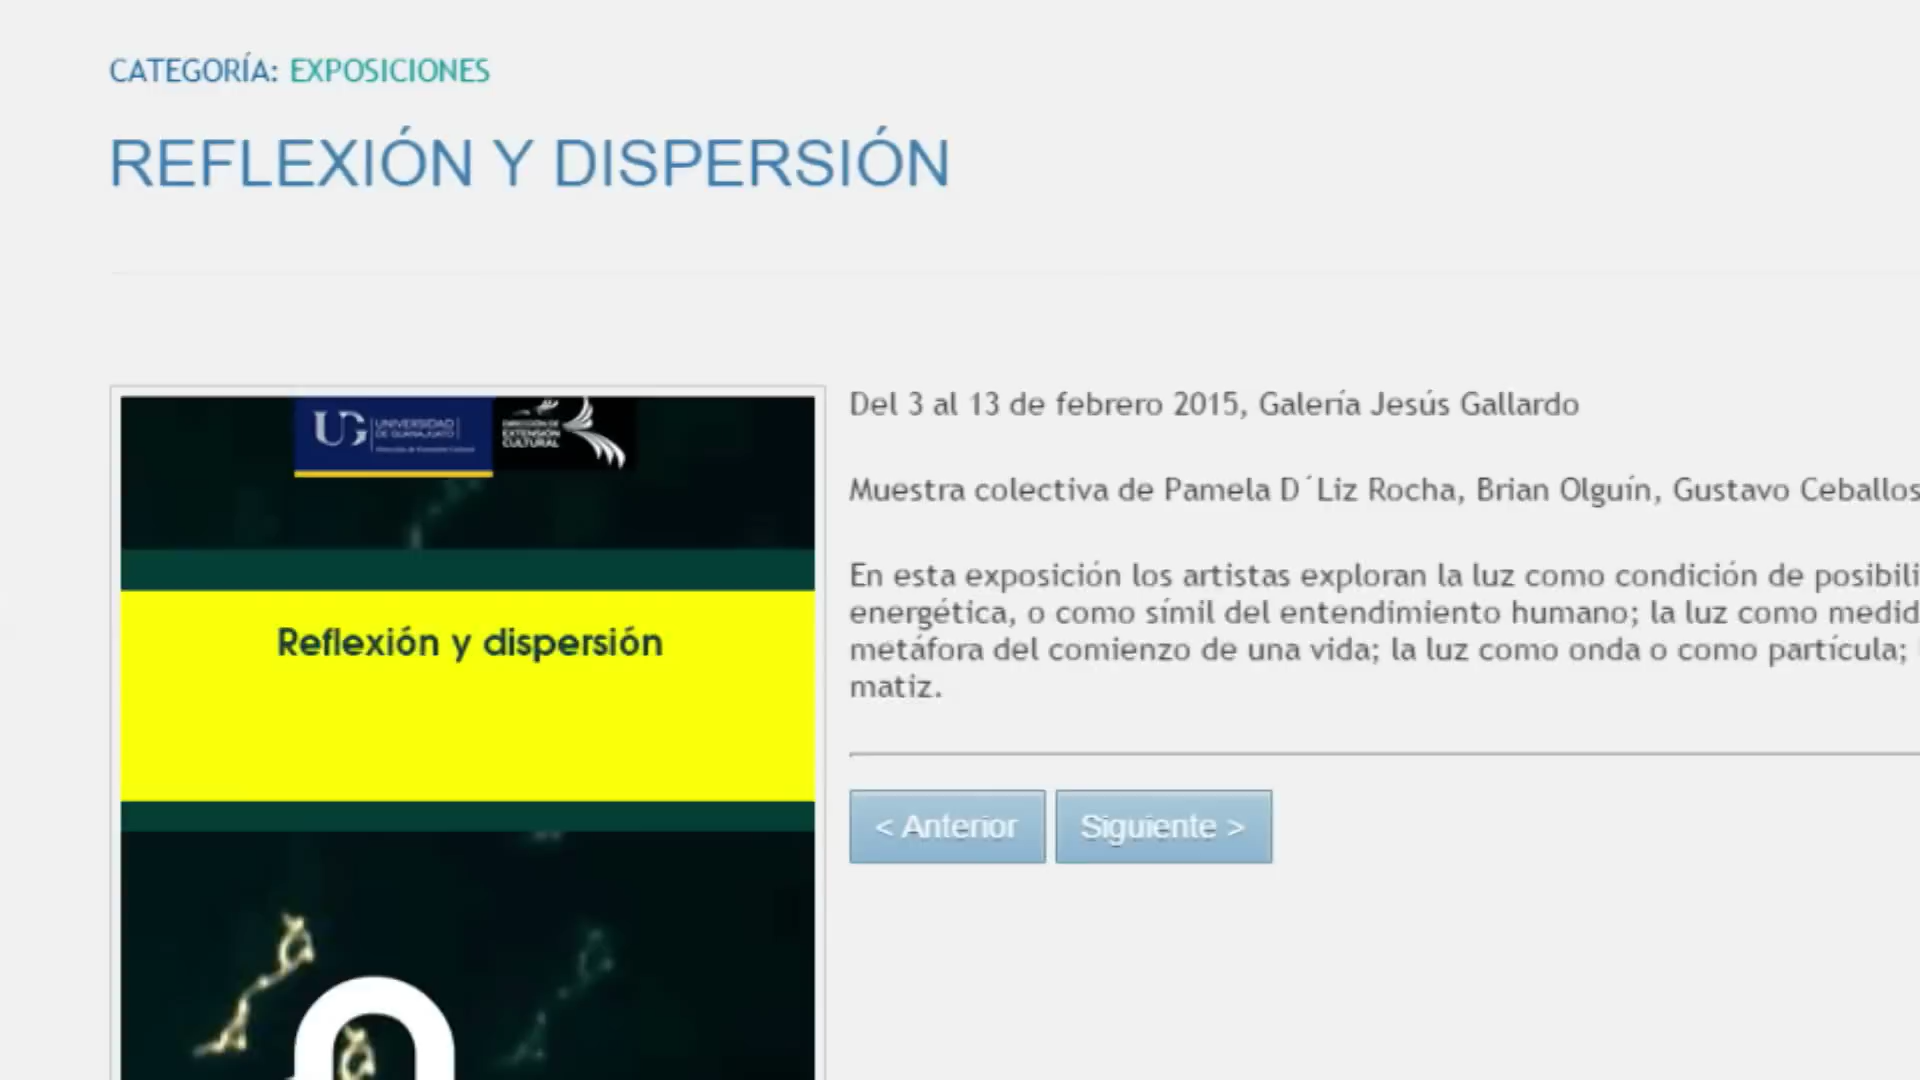 CATEGORÍA: EXPOSICIONES
REFLEXIÓN Y DISPERSIÓN
UG UNIVERSIDAD
DE GUANAJUATO
DIRECCIÓN DE
EXTENSIÓN
CULTURAL
Reflexión y dispersión
Del 3 al 13 de febrero 2015, Galería Jesús Gallardo
Muestra colectiva de Pamela D´Liz Rocha, Brian Olguín, Gustavo Ceballos
En esta exposición los artistas exploran la luz como condición de posibili
energética, o como símil del entendimiento humano; la luz como medid
metáfora del comienzo de una vida; la luz como onda o como partícula;
matiz.
< Anterior
Siguiente >